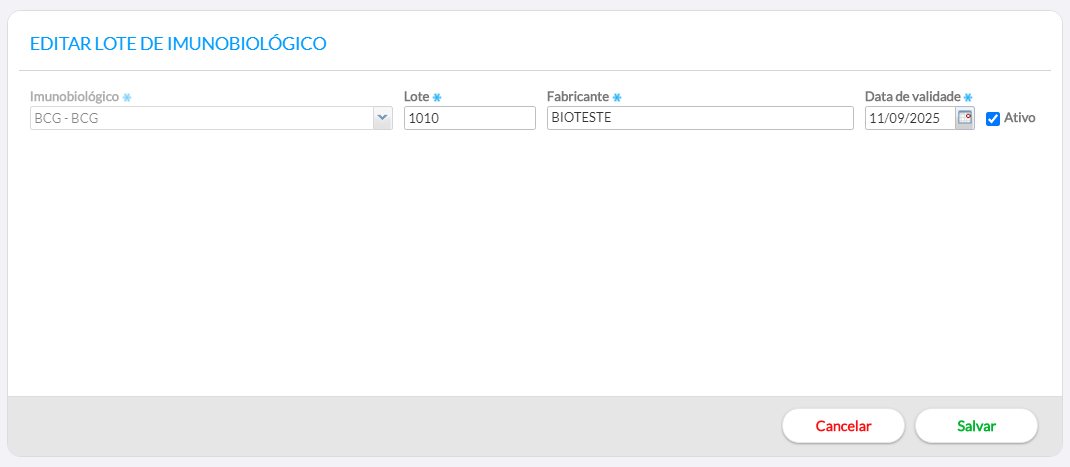 EDITAR LOTE DE IMUNOBIOLÓGICO
Imunobiológico * Lote * Fabricante * Data de validade *
BCG - BCG 1010 BIOTESTE 11/09/2025 Ativo
Cancelar Salvar